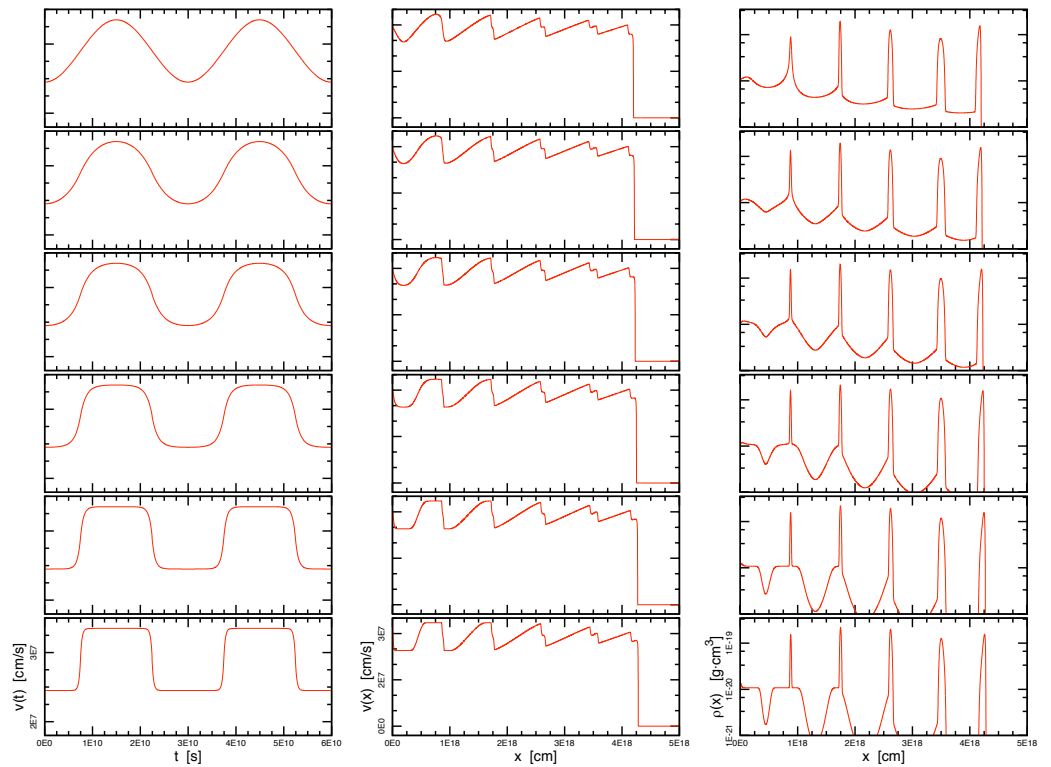 v(t) [cm/s]
3E7
2E7
0E0 1E10 2E10 3E10 4E10 5E10 6E10
t [s]
v(x) [cm/s]
3E7
2E7
0E0
0E0 1E18 2E18 3E18 4E18 5E18
x [cm]
ρ(x) [g·cm³]
1E-19
1E-20
1E-21
0E0 1E18 2E18 3E18 4E18 5E18
x [cm]